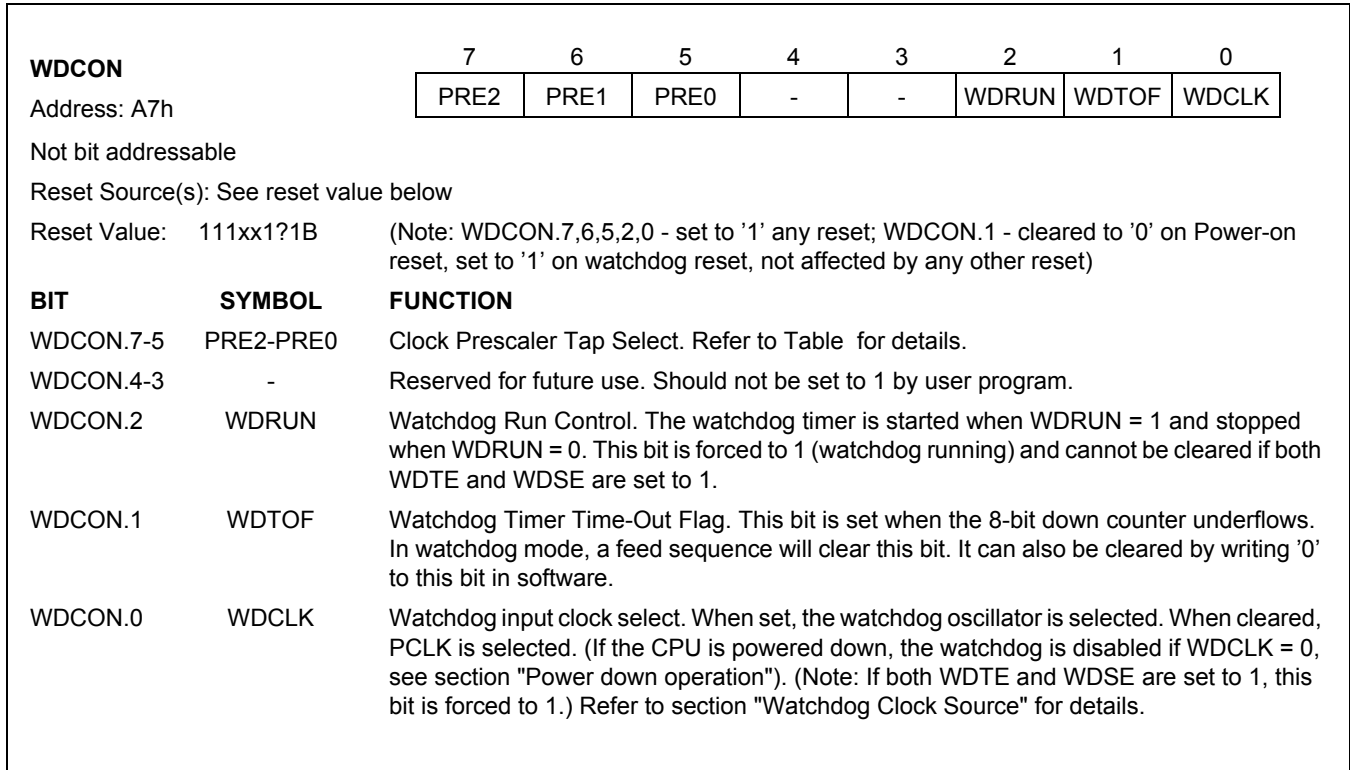 WDCON 7 6 5 4 3 2 1 0
Address: A7h PRE2 PRE1 PRE0 - - WDRUN WDTOF WDCLK
Not bit addressable
Reset Source(s): See reset value below
Reset Value: 111xx1?1B (Note: WDCON.7,6,5,2,0 - set to ’1’ any reset; WDCON.1 - cleared to ’0’ on Power-on
reset, set to ’1’ on watchdog reset, not affected by any other reset)
BIT SYMBOL FUNCTION
WDCON.7-5 PRE2-PRE0 Clock Prescaler Tap Select. Refer to Table for details.
WDCON.4-3 - Reserved for future use. Should not be set to 1 by user program.
WDCON.2 WDRUN Watchdog Run Control. The watchdog timer is started when WDRUN = 1 and stopped
when WDRUN = 0. This bit is forced to 1 (watchdog running) and cannot be cleared if both
WDTE and WDSE are set to 1.
WDCON.1 WDTOF Watchdog Timer Time-Out Flag. This bit is set when the 8-bit down counter underflows.
In watchdog mode, a feed sequence will clear this bit. It can also be cleared by writing ’0’
to this bit in software.
WDCON.0 WDCLK Watchdog input clock select. When set, the watchdog oscillator is selected. When cleared,
PCLK is selected. (If the CPU is powered down, the watchdog is disabled if WDCLK = 0,
see section "Power down operation"). (Note: If both WDTE and WDSE are set to 1, this
bit is forced to 1.) Refer to section "Watchdog Clock Source" for details.